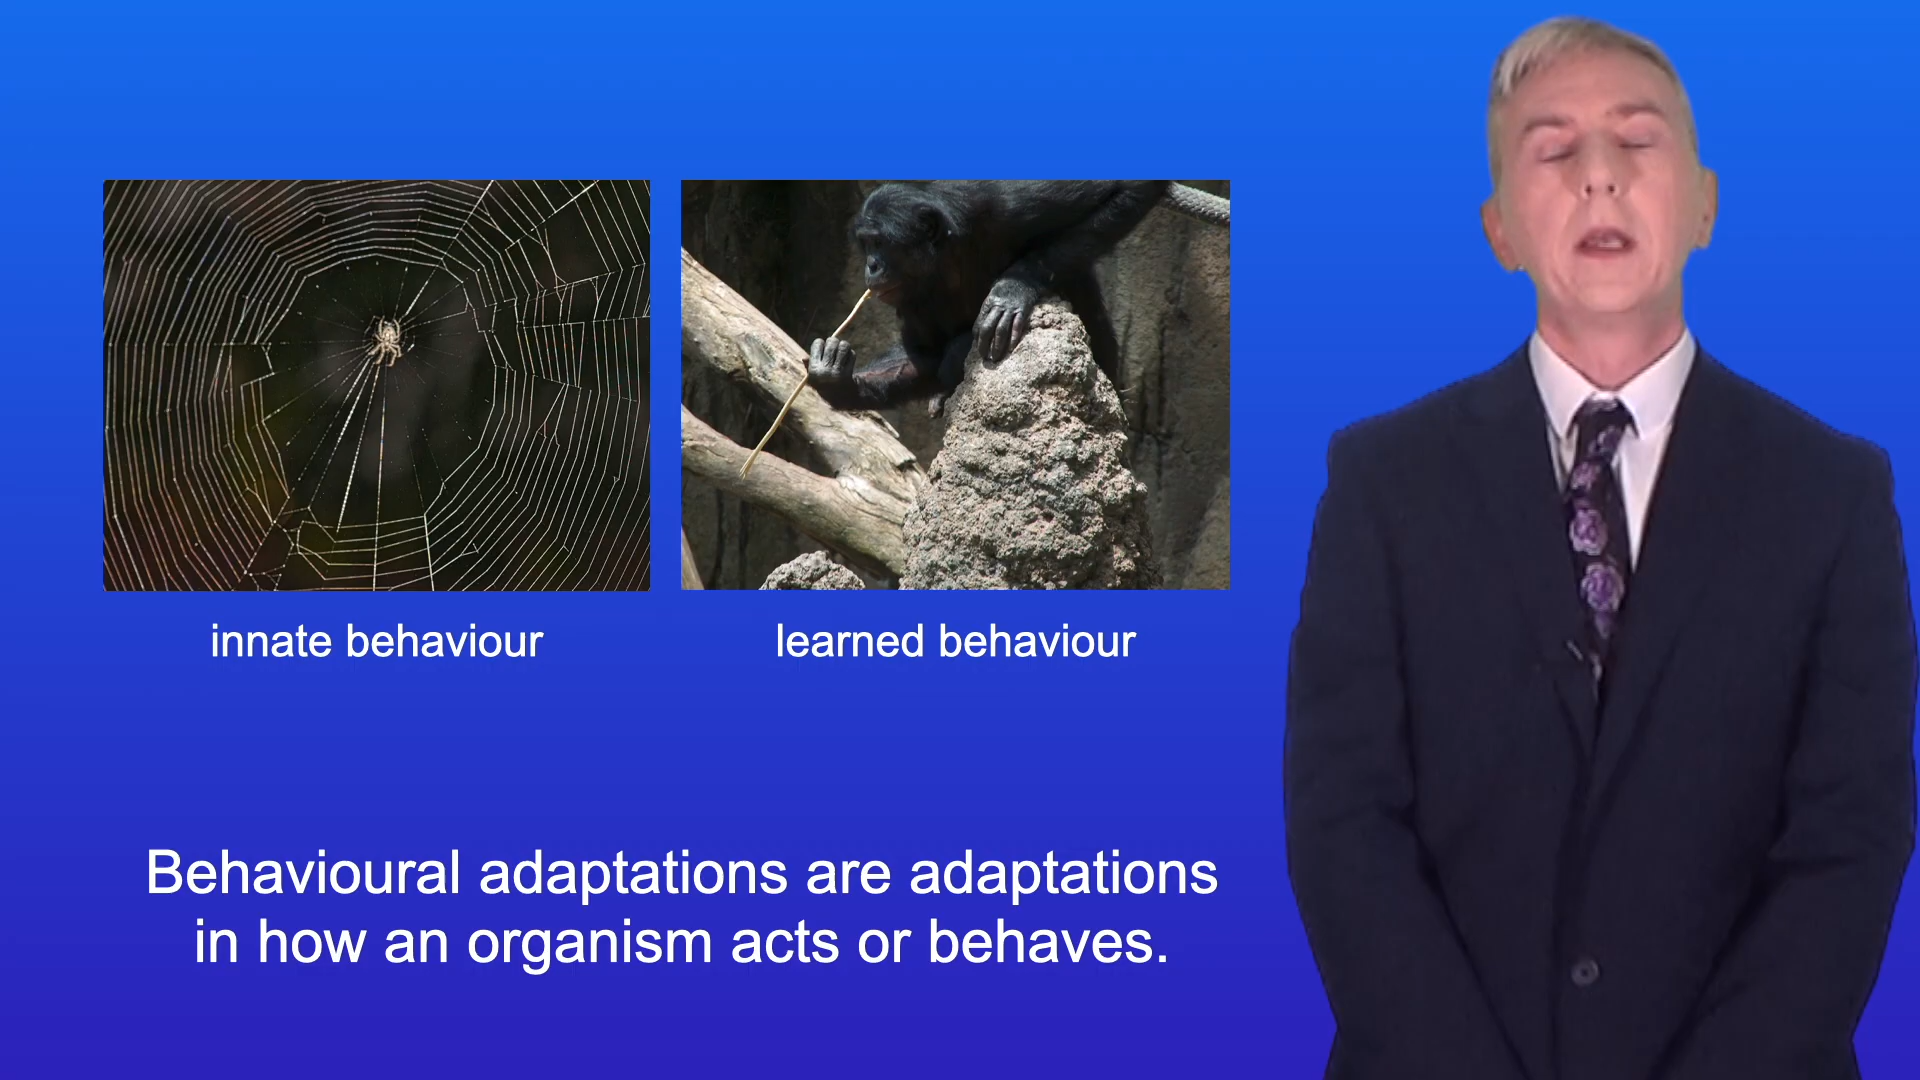 innate behaviour
learned behaviour
Behavioural adaptations are adaptations
in how an organism acts or behaves.